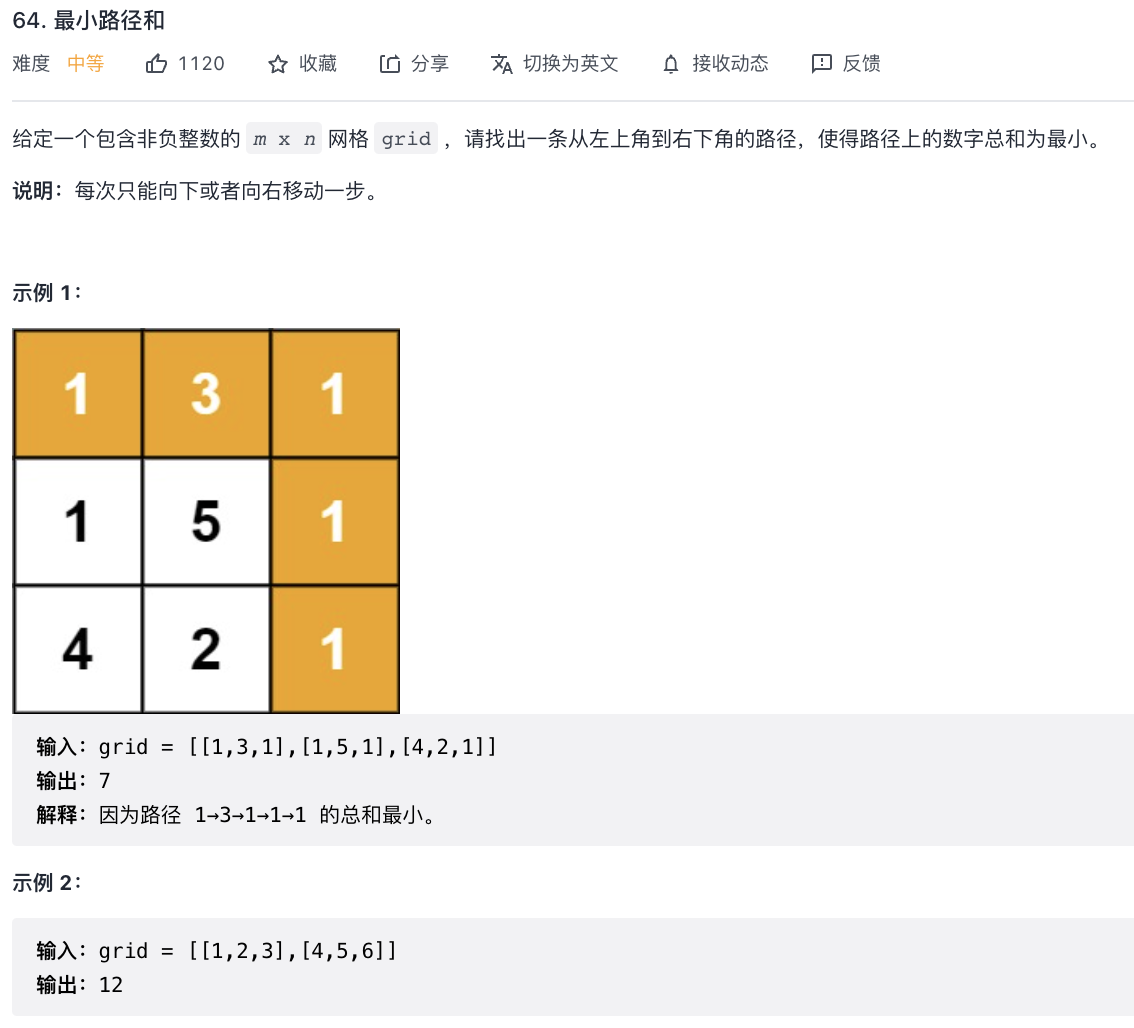 64. 最小路径和
难度 中等 1120 收藏 分享 切换为英文 接收动态 反馈
给定一个包含非负整数的 m x n 网格 grid ，请找出一条从左上角到右下角的路径，使得路径上的数字总和为最小。
说明：每次只能向下或者向右移动一步。
示例 1：
1 3 1
1 5 1
4 2 1
输入：grid = [[1,3,1],[1,5,1],[4,2,1]]
输出：7
解释：因为路径 1→3→1→1→1 的总和最小。
示例 2：
输入：grid = [[1,2,3],[4,5,6]]
输出：12